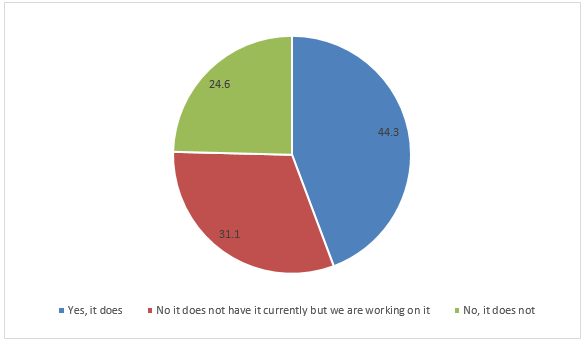 24.6
44.3
31.1
Yes, it does
No it does not have it currently but we are working on it
No, it does not